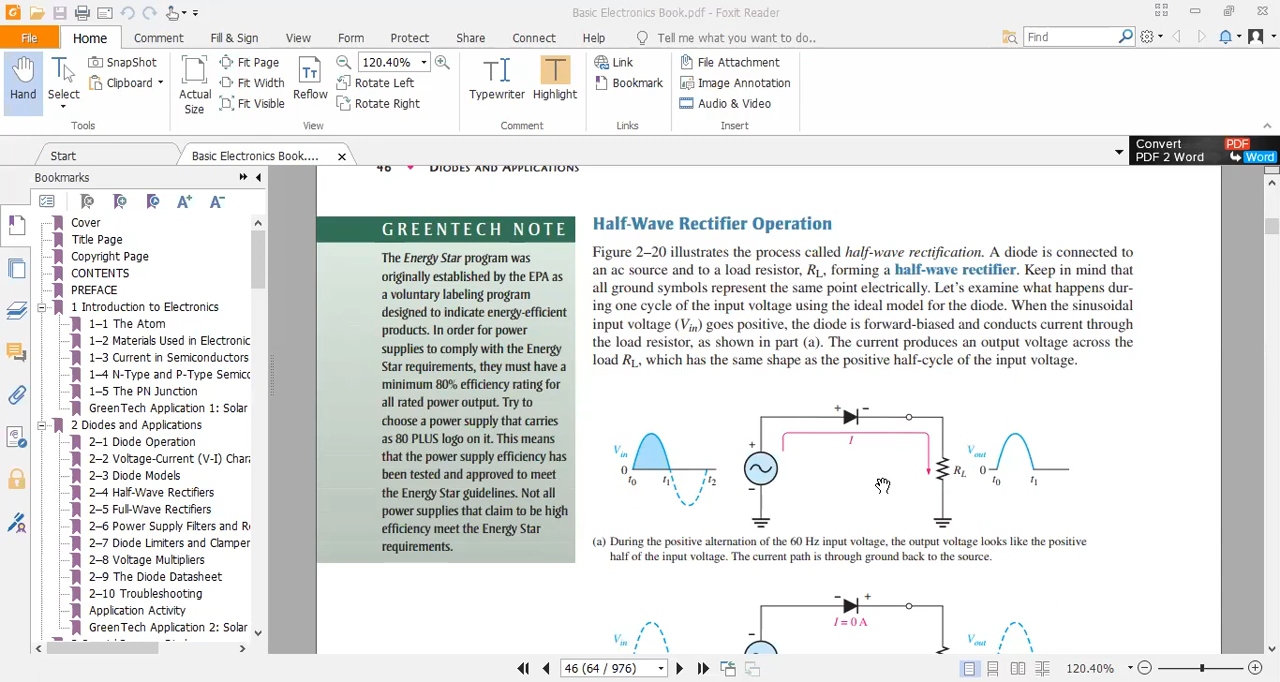 Basic Electronics Book.pdf - Foxit Reader
File Home Comment Fill & Sign View Form Protect Share Connect Help Tell me what you want to do.. Find
Hand
Select
SnapShot
Clipboard
Tools
Actual Size
Fit Page
Fit Width
Fit Visible
Reflow
120.40%
Rotate Left
Rotate Right
View
Typewriter
Highlight
Comment
Link
Bookmark
Links
File Attachment
Image Annotation
Audio & Video
Insert
Start
Basic Electronics Book....
Convert PDF
PDF 2 Word Word
Bookmarks
Cover
Title Page
Copyright Page
CONTENTS
PREFACE
1 Introduction to Electronics
1–1 The Atom
1–2 Materials Used in Electronic
1–3 Current in Semiconductors
1–4 N-Type and P-Type Semic
1–5 The PN Junction
GreenTech Application 1: Solar
2 Diodes and Applications
2–1 Diode Operation
2–2 Voltage-Current (V-I) Chara
2–3 Diode Models
2–4 Half-Wave Rectifiers
2–5 Full-Wave Rectifiers
2–6 Power Supply Filters and Re
2–7 Diode Limiters and Clamper
2–8 Voltage Multipliers
2–9 The Diode Datasheet
2–10 Troubleshooting
Application Activity
GreenTech Application 2: Solar
46 DIODES AND APPLICATIONS
GREENTECH NOTE
The Energy Star program was
originally established by the EPA as
a voluntary labeling program
designed to indicate energy-efficient
products. In order for power
supplies to comply with the Energy
Star requirements, they must have a
minimum 80% efficiency rating for
all rated power output. Try to
choose a power supply that carries
as 80 PLUS logo on it. This means
that the power supply efficiency has
been tested and approved to meet
the Energy Star guidelines. Not all
power supplies that claim to be high
efficiency meet the Energy Star
requirements.
Half-Wave Rectifier Operation
Figure 2–20 illustrates the process called half-wave rectification. A diode is connected to
an ac source and to a load resistor, RL, forming a half-wave rectifier. Keep in mind that
all ground symbols represent the same point electrically. Let's examine what happens dur-
ing one cycle of the input voltage using the ideal model for the diode. When the sinusoidal
input voltage (Vin) goes positive, the diode is forward-biased and conducts current through
the load resistor, as shown in part (a). The current produces an output voltage across the
load RL, which has the same shape as the positive half-cycle of the input voltage.
+ −
I
Vin
0
t0 t1 t2
+
−
RL
Vout
0
t0 t1
(a) During the positive alternation of the 60 Hz input voltage, the output voltage looks like the positive
half of the input voltage. The current path is through ground back to the source.
− +
I = 0 A
Vin
−
Vout
46 (64 / 976)
120.40%